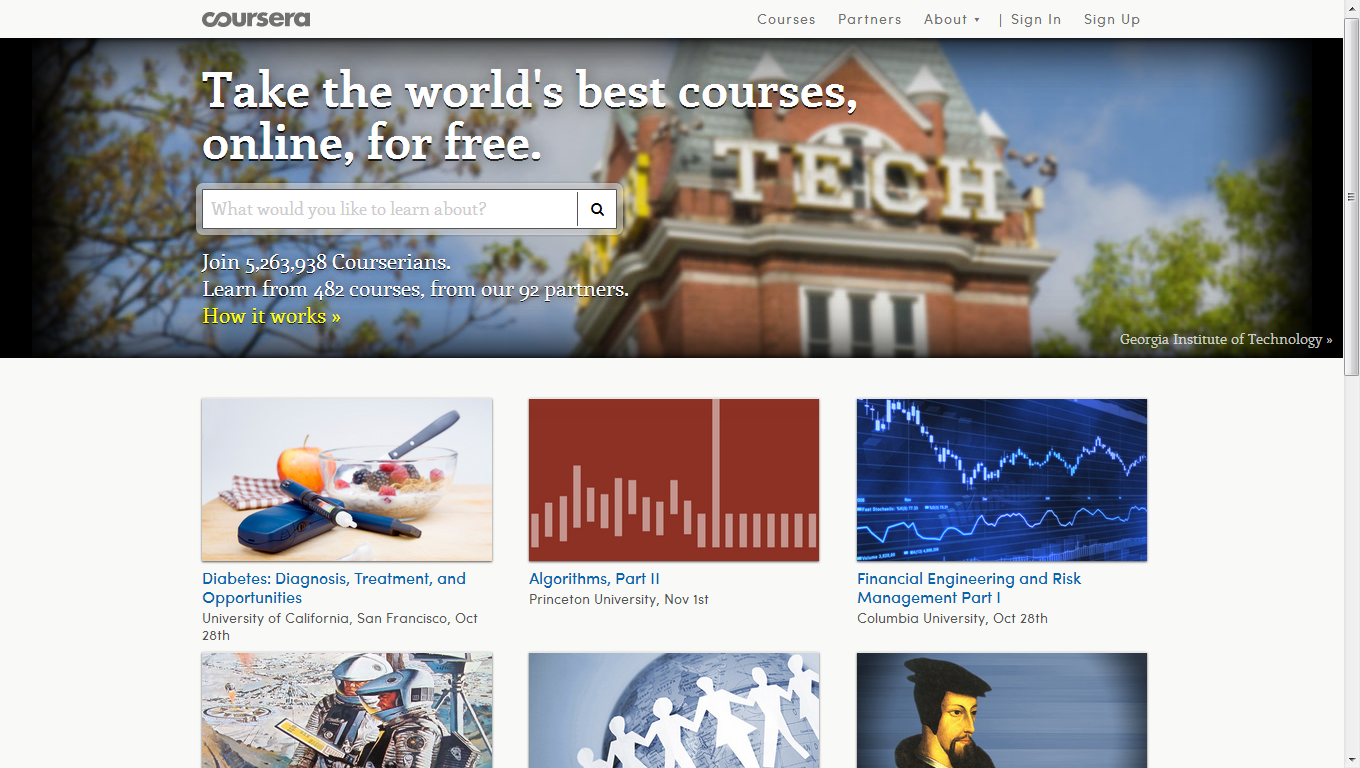 coursera
Courses Partners About ▾ | Sign In Sign Up
Take the world's best courses,
online, for free.
TECH
What would you like to learn about?
Join 5,263,938 Courserians.
Learn from 482 courses, from our 92 partners.
How it works »
Georgia Institute of Technology »
Diabetes: Diagnosis, Treatment, and
Opportunities
University of California, San Francisco, Oct
28th
Algorithms, Part II
Princeton University, Nov 1st
Financial Engineering and Risk
Management Part I
Columbia University, Oct 28th